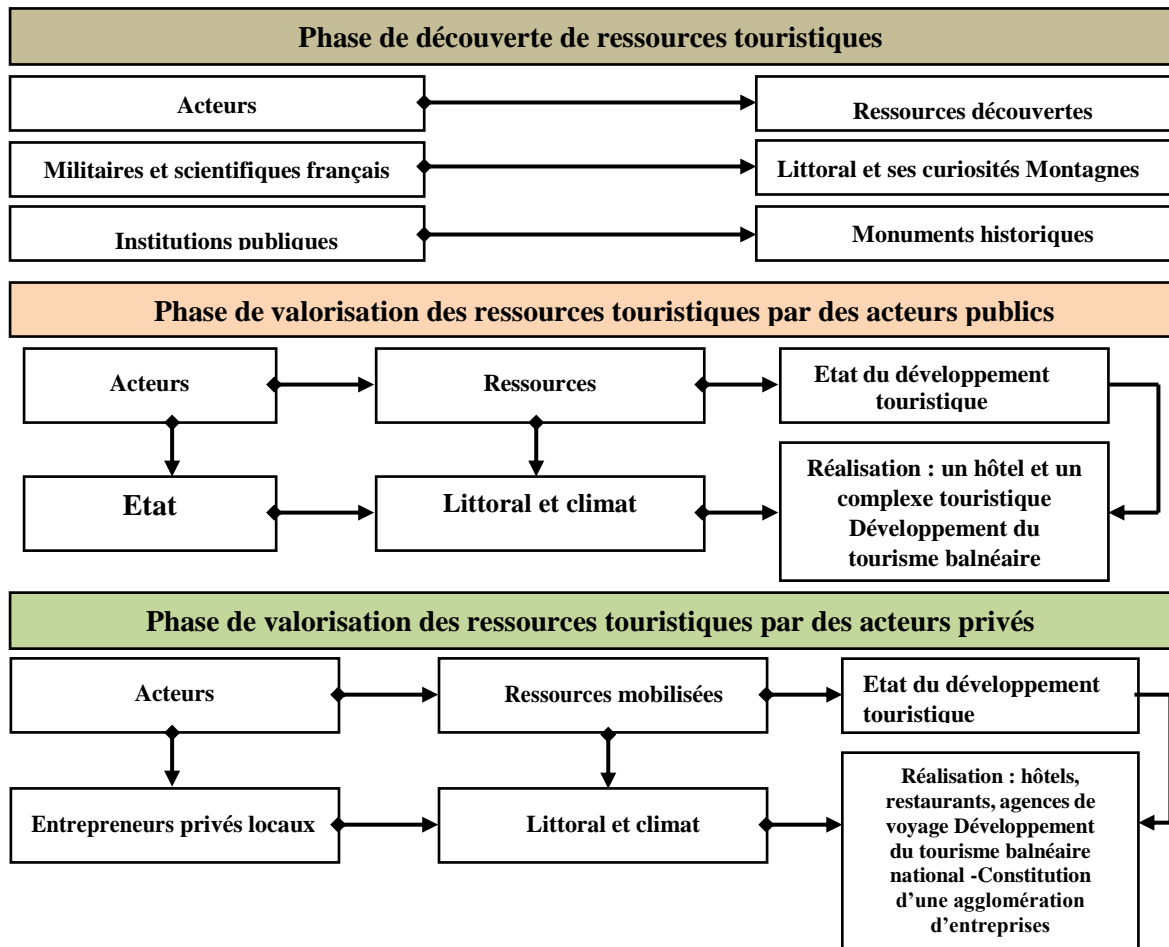 Phase de découverte de ressources touristiques
Acteurs
Ressources découvertes
Militaires et scientifiques français
Littoral et ses curiosités Montagnes
Institutions publiques
Monuments historiques
Phase de valorisation des ressources touristiques par des acteurs publics
Acteurs
Ressources
Etat du développement
touristique
Etat
Littoral et climat
Réalisation : un hôtel et un
complexe touristique
Développement du
tourisme balnéaire
Phase de valorisation des ressources touristiques par des acteurs privés
Acteurs
Ressources mobilisées
Etat du développement
touristique
Entrepreneurs privés locaux
Littoral et climat
Réalisation : hôtels,
restaurants, agences de
voyage Développement
du tourisme balnéaire
national -Constitution
d’une agglomération
d’entreprises